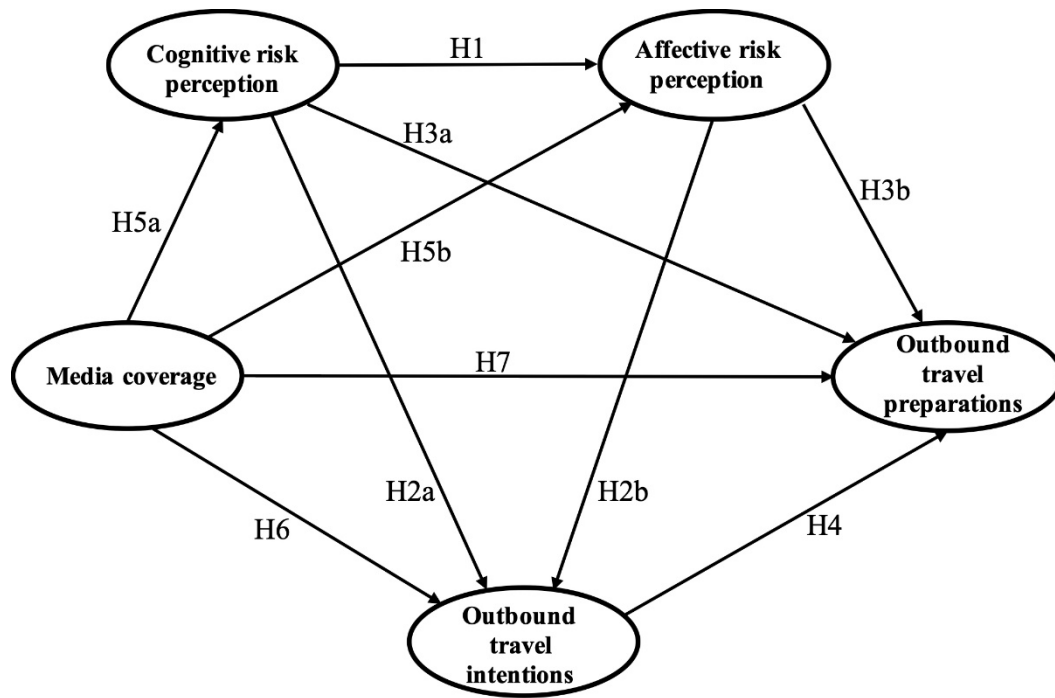 Cognitive risk
perception
H1
Affective risk
perception
H3a
H3b
H5a
H5b
Media coverage
H7
Outbound
travel
preparations
H2a
H2b
H6
H4
Outbound
travel
intentions